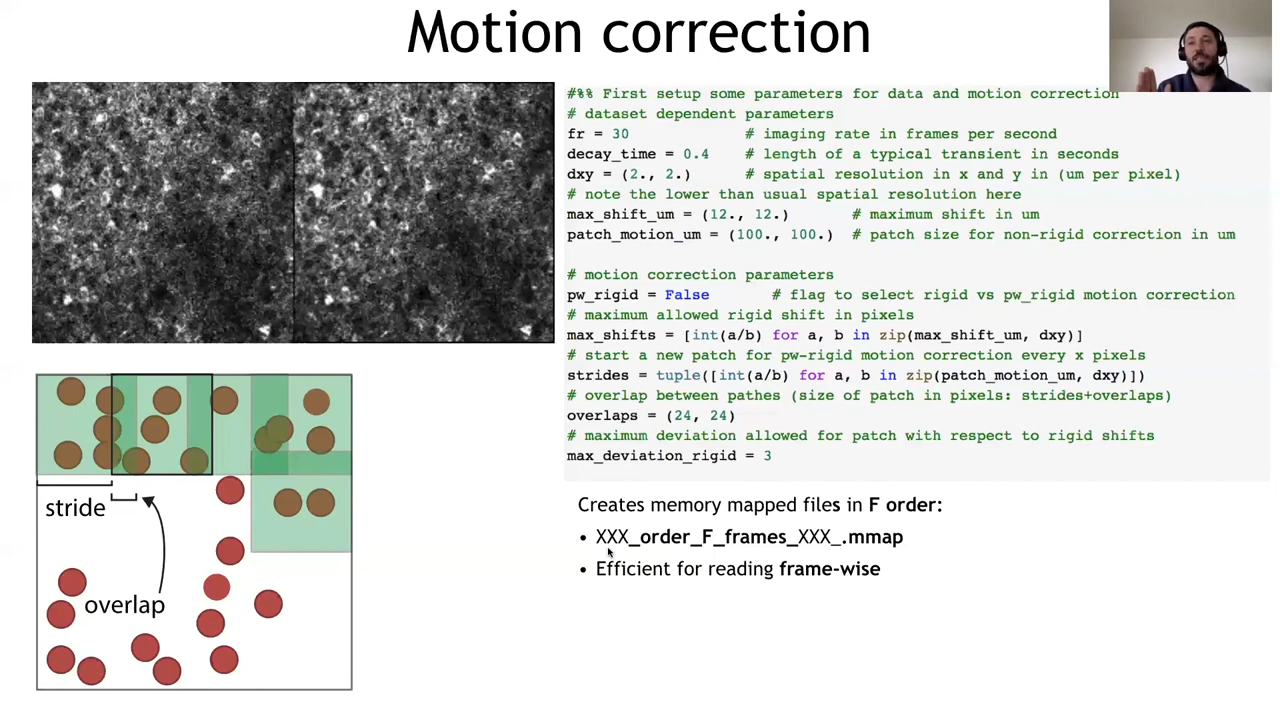 Motion correction
#%% First setup some parameters for data and motion correction
# dataset dependent parameters
fr = 30 # imaging rate in frames per second
decay_time = 0.4 # length of a typical transient in seconds
dxy = (2., 2.) # spatial resolution in x and y in (um per pixel)
# note the lower than usual spatial resolution here
max_shift_um = (12., 12.) # maximum shift in um
patch_motion_um = (100., 100.) # patch size for non-rigid correction in um
# motion correction parameters
pw_rigid = False # flag to select rigid vs pw_rigid motion correction
# maximum allowed rigid shift in pixels
max_shifts = [int(a/b) for a, b in zip(max_shift_um, dxy)]
# start a new patch for pw-rigid motion correction every x pixels
strides = tuple([int(a/b) for a, b in zip(patch_motion_um, dxy)])
# overlap between pathes (size of patch in pixels: strides+overlaps)
overlaps = (24, 24)
# maximum deviation allowed for patch with respect to rigid shifts
max_deviation_rigid = 3
stride
overlap
Creates memory mapped files in F order:
• XXX_order_F_frames_XXX_.mmap
• Efficient for reading frame-wise